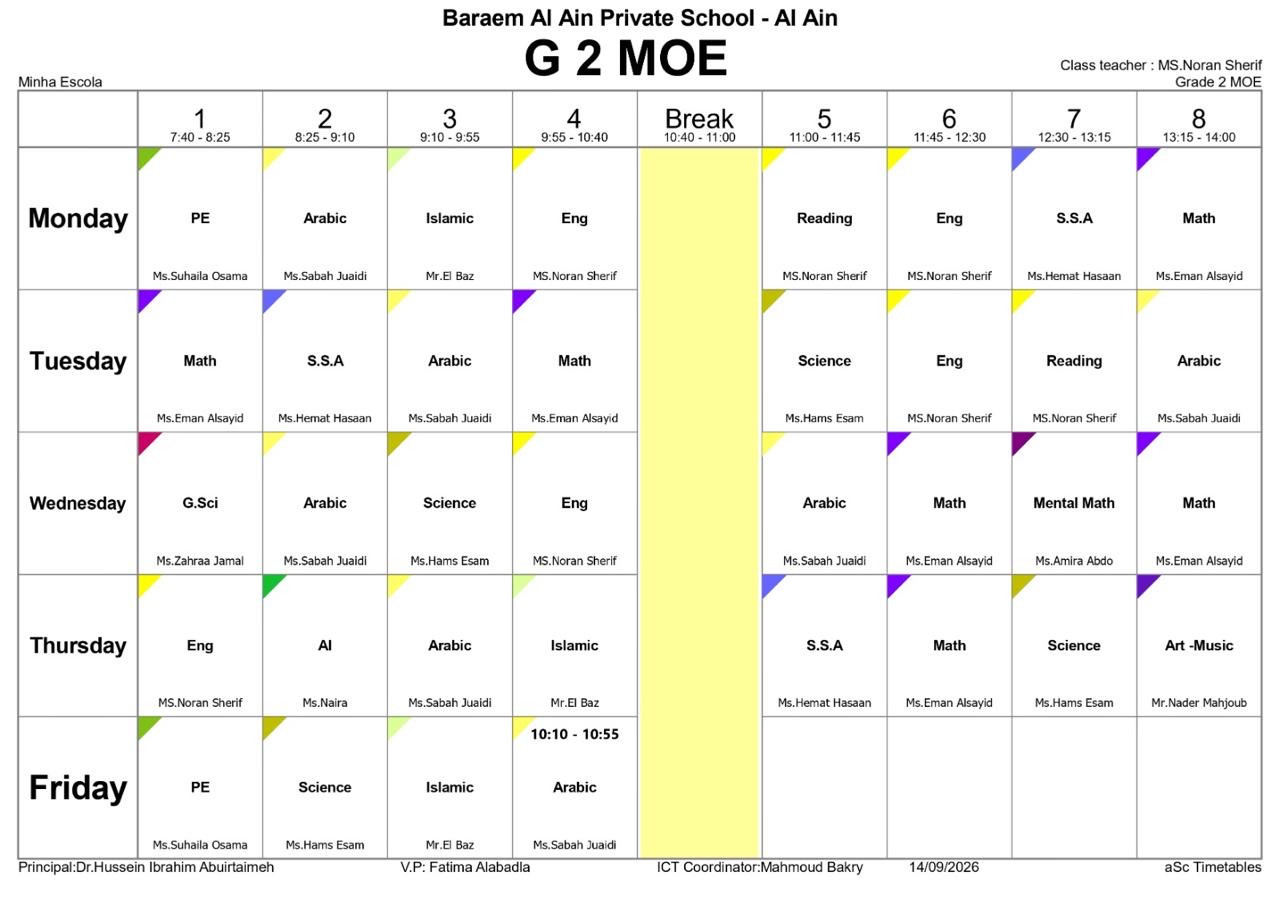 Baraem Al Ain Private School - Al Ain
G 2 MOE
Class teacher : MS.Noran Sherif
Minha Escola
Grade 2 MOE
1 2 3 4 Break 5 6 7 8
7:40 - 8:25 8:25 - 9:10 9:10 - 9:55 9:55 - 10:40 10:40 - 11:00 11:00 - 11:45 11:45 - 12:30 12:30 - 13:15 13:15 - 14:00
Monday PE Arabic Islamic Eng Reading Eng S.S.A Math
Ms.Suhaila Osama Ms.Sabah Juaidi Mr.El Baz MS.Noran Sherif MS.Noran Sherif MS.Noran Sherif Ms.Hemat Hasaan Ms.Eman Alsayid
Tuesday Math S.S.A Arabic Math Science Eng Reading Arabic
Ms.Eman Alsayid Ms.Hemat Hasaan Ms.Sabah Juaidi Ms.Eman Alsayid Ms.Hams Esam MS.Noran Sherif MS.Noran Sherif Ms.Sabah Juaidi
Wednesday G.Sci Arabic Science Eng Arabic Math Mental Math Math
Ms.Zahraa Jamal Ms.Sabah Juaidi Ms.Hams Esam MS.Noran Sherif Ms.Sabah Juaidi Ms.Eman Alsayid Ms.Amira Abdo Ms.Eman Alsayid
Thursday Eng AI Arabic Islamic S.S.A Math Science Art -Music
MS.Noran Sherif Ms.Naira Ms.Sabah Juaidi Mr.El Baz Ms.Hemat Hasaan Ms.Eman Alsayid Ms.Hams Esam Mr.Nader Mahjoub
10:10 - 10:55
Friday PE Science Islamic Arabic
Ms.Suhaila Osama Ms.Hams Esam Mr.El Baz Ms.Sabah Juaidi
Principal:Dr.Hussein Ibrahim Abuirtaimeh V.P: Fatima Alabadla ICT Coordinator:Mahmoud Bakry 14/09/2026 aSc Timetables